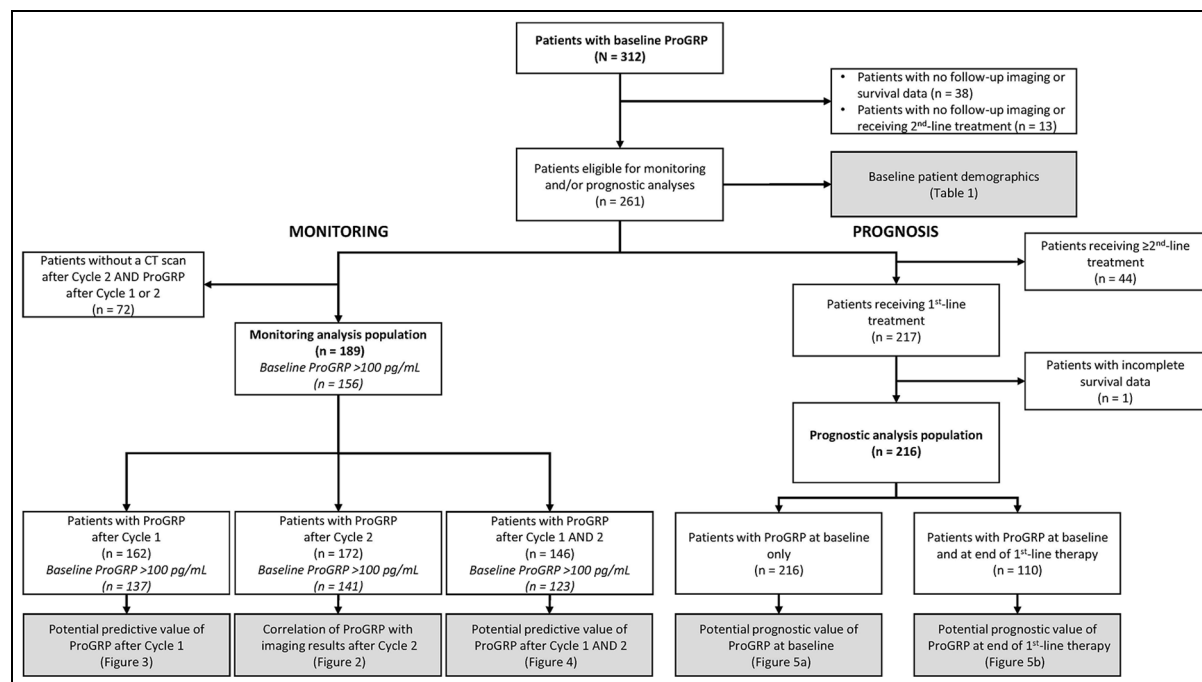 Patients with baseline ProGRP
(N = 312)
• Patients with no follow-up imaging or
survival data (n = 38)
• Patients with no follow-up imaging or
receiving 2nd-line treatment (n = 13)
Patients eligible for monitoring
and/or prognostic analyses
n = 261)
Baseline patient demographics
(Table 1)
MONITORING
PROGNOSIS
Patients without a CT scan
after Cycle 2 AND ProGRP
after Cycle 1 or 2
(n = 72)
Patients receiving ≥2nd-line
treatment
(n = 44)
Patients receiving 1st-line
treatment
(n = 217)
Monitoring analysis population
(n = 189)
Baseline ProGRP >100 pg/mL
(n = 156)
Patients with incomplete
survival data
(n = 1)
Prognostic analysis population
(n = 216)
Patients with ProGRP
after Cycle 1
(n = 162)
Baseline ProGRP >100 pg/mL
(n = 137)
Patients with ProGRP
after Cycle 2
(n = 172)
Baseline ProGRP >100 pg/mL
(n = 141)
Patients with ProGRP
after Cycle 1 AND 2
(n = 146)
Baseline ProGRP >100 pg/mL
(n = 123)
Patients with ProGRP at baseline
only
(n = 216)
Patients with ProGRP at baseline
and at end of 1st-line therapy
(n = 110)
Potential predictive value of
ProGRP after Cycle 1
(Figure 3)
Correlation of ProGRP with
imaging results after Cycle 2
(Figure 2)
Potential predictive value of
ProGRP after Cycle 1 AND 2
(Figure 4)
Potential prognostic value of
ProGRP at baseline
(Figure 5a)
Potential prognostic value of
ProGRP at end of 1st-line therapy
(Figure 5b)